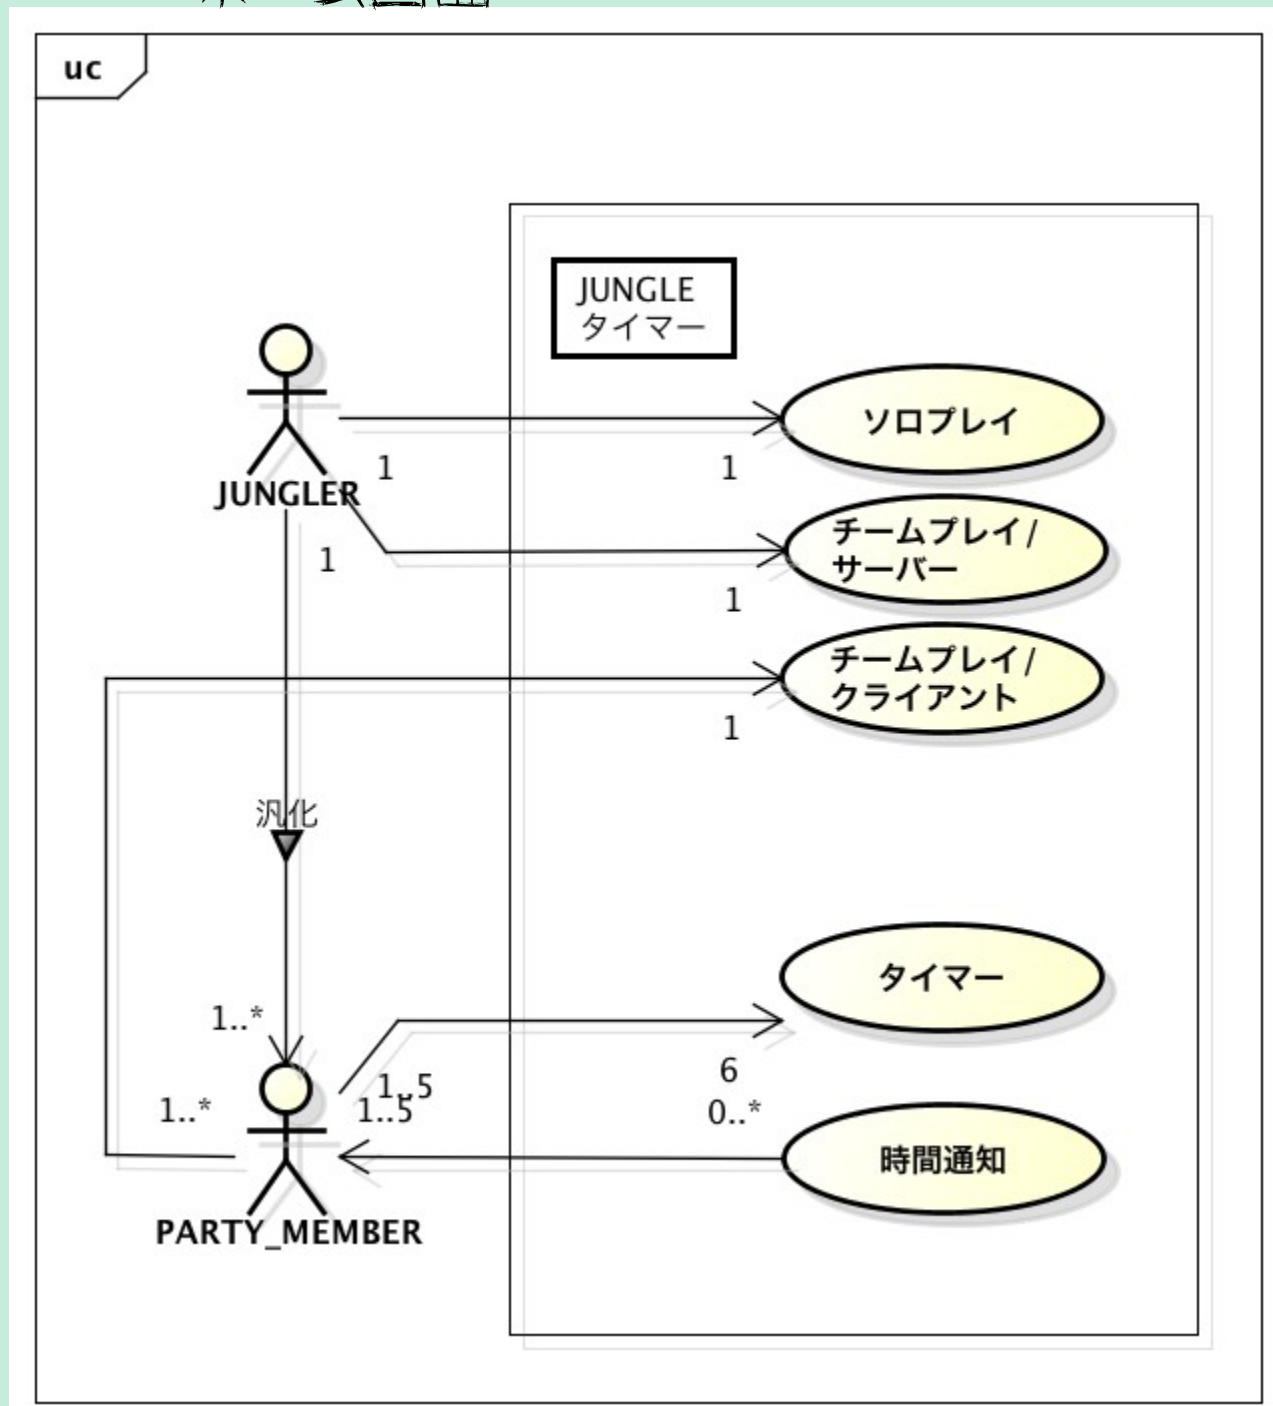 uc
JUNGLE
タイマー
ソロプレイ
1
1
JUNGLER
チームプレイ/
サーバー
1
1
チームプレイ/
クライアント
1
汎化
タイマー
1..*
6
1..5
1..*
1..5
0..*
時間通知
PARTY_MEMBER